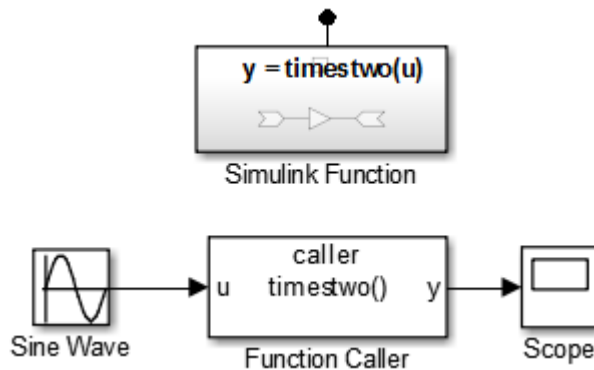 y = timestwo(u)
Simulink Function
caller
u timestwo() y
Sine Wave
Function Caller
Scope